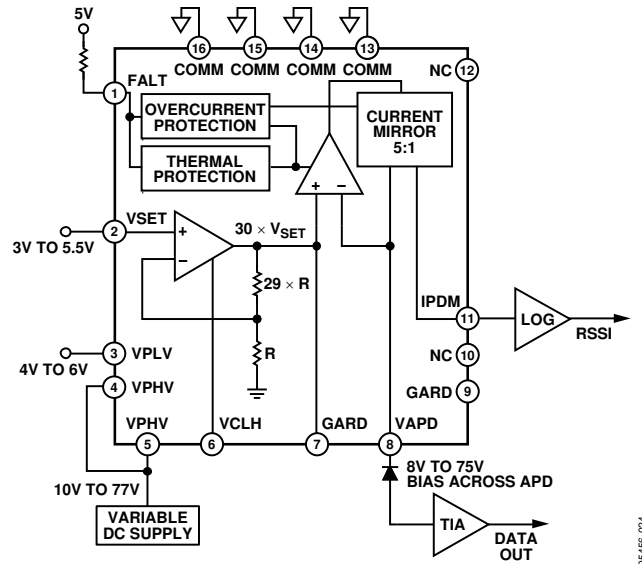 5V
16
15
14
13
COMM
COMM
COMM
COMM
NC
12
FALT
1
OVERCURRENT
PROTECTION
CURRENT
MIRROR
5:1
THERMAL
PROTECTION
+
−
VSET
2
3V TO 5.5V
+
−
30 × VSET
29 × R
R
IPDM
11
LOG
RSSI
3
VPLV
4V TO 6V
4
VPHV
NC
10
GARD
9
VPHV
VCLH
GARD
VAPD
5
6
7
8
10V TO 77V
VARIABLE
DC SUPPLY
8V TO 75V
BIAS ACROSS APD
TIA
DATA
OUT